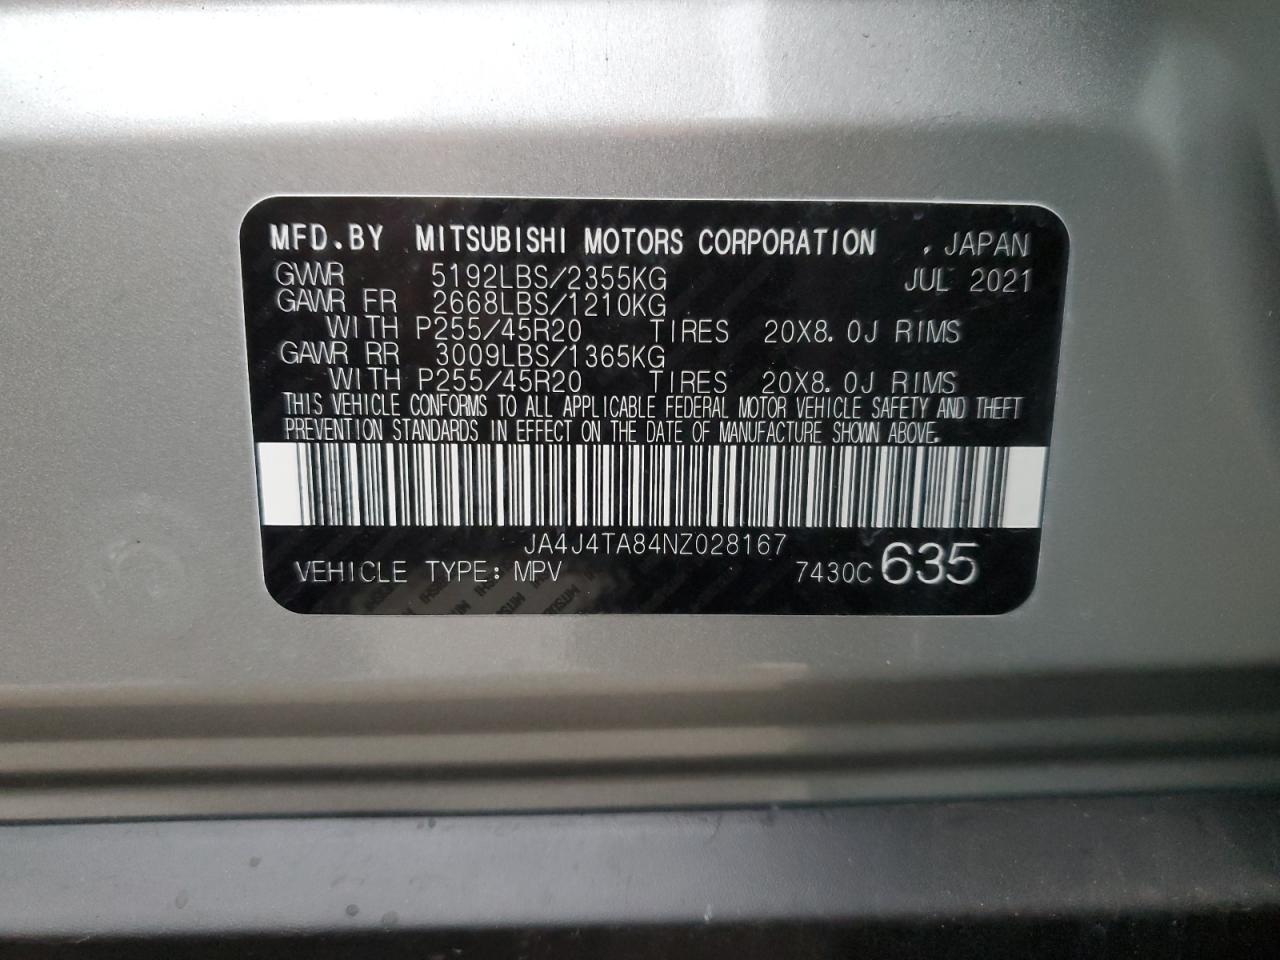 MFD.BY MITSUBISHI MOTORS CORPORATION . JAPAN
GVWR 5192LBS/2355KG JUL 2021
GAWR FR 2668LBS/1210KG
WITH P255/45R20 TIRES 20X8.0J RIMS
GAWR RR 3009LBS/1365KG
WITH P255/45R20 TIRES 20X8.0J RIMS
THIS VEHICLE CONFORMS TO ALL APPLICABLE FEDERAL MOTOR VEHICLE SAFETY AND THEFT
PREVENTION STANDARDS IN EFFECT ON THE DATE OF MANUFACTURE SHOWN ABOVE.
JA4J4TA84NZ028167
VEHICLE TYPE: MPV 7430C 635